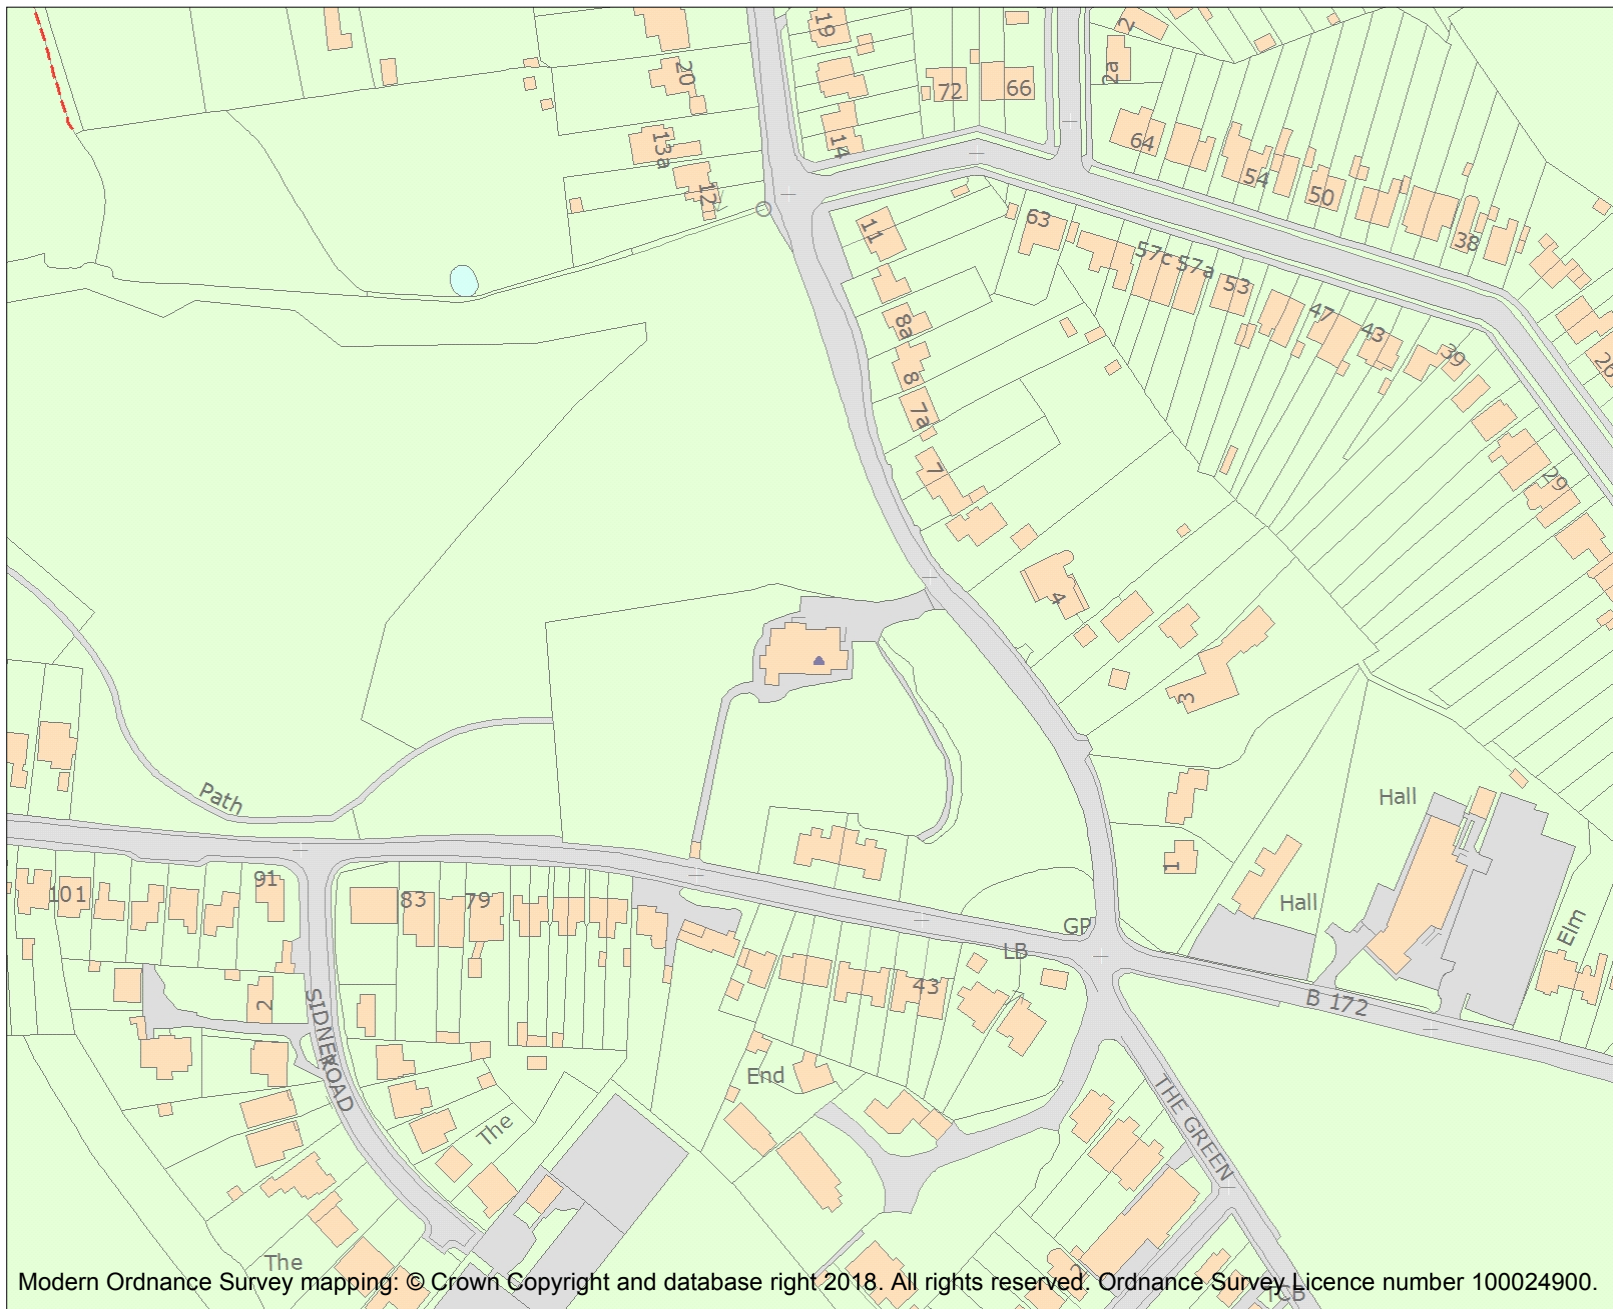 19
2
20
2a
72
66
14
13a
64
12
54
50
11
63
38
57c
57a
53
8a
47
43
39
26
8
7a
7
29
4
3
Path
Hall
1
91
101
83
79
Hall
GP
LB
Elm
43
2
B 172
SIDNEY
ROAD
End
The
THE GREEN
The
2
TCB
Modern Ordnance Survey mapping: © Crown Copyright and database right 2018. All rights reserved. Ordnance Survey Licence number 100024900.